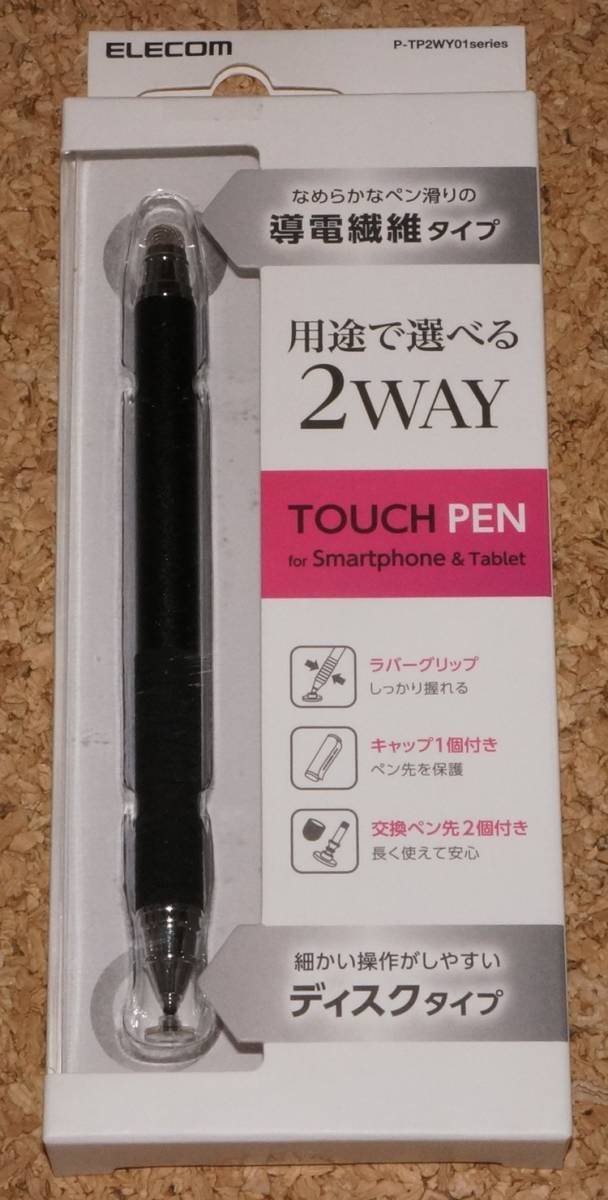 ELECOM
P-TP2WY01series
なめらかなペン滑りの
導電繊維タイプ
用途で選べる
2WAY
TOUCH PEN
for Smartphone & Tablet
ラバーグリップ
しっかり握れる
キャップ1個付き
ペン先を保護
交換ペン先2個付き
長く使えて安心
細かい操作がしやすい
ディスクタイプ